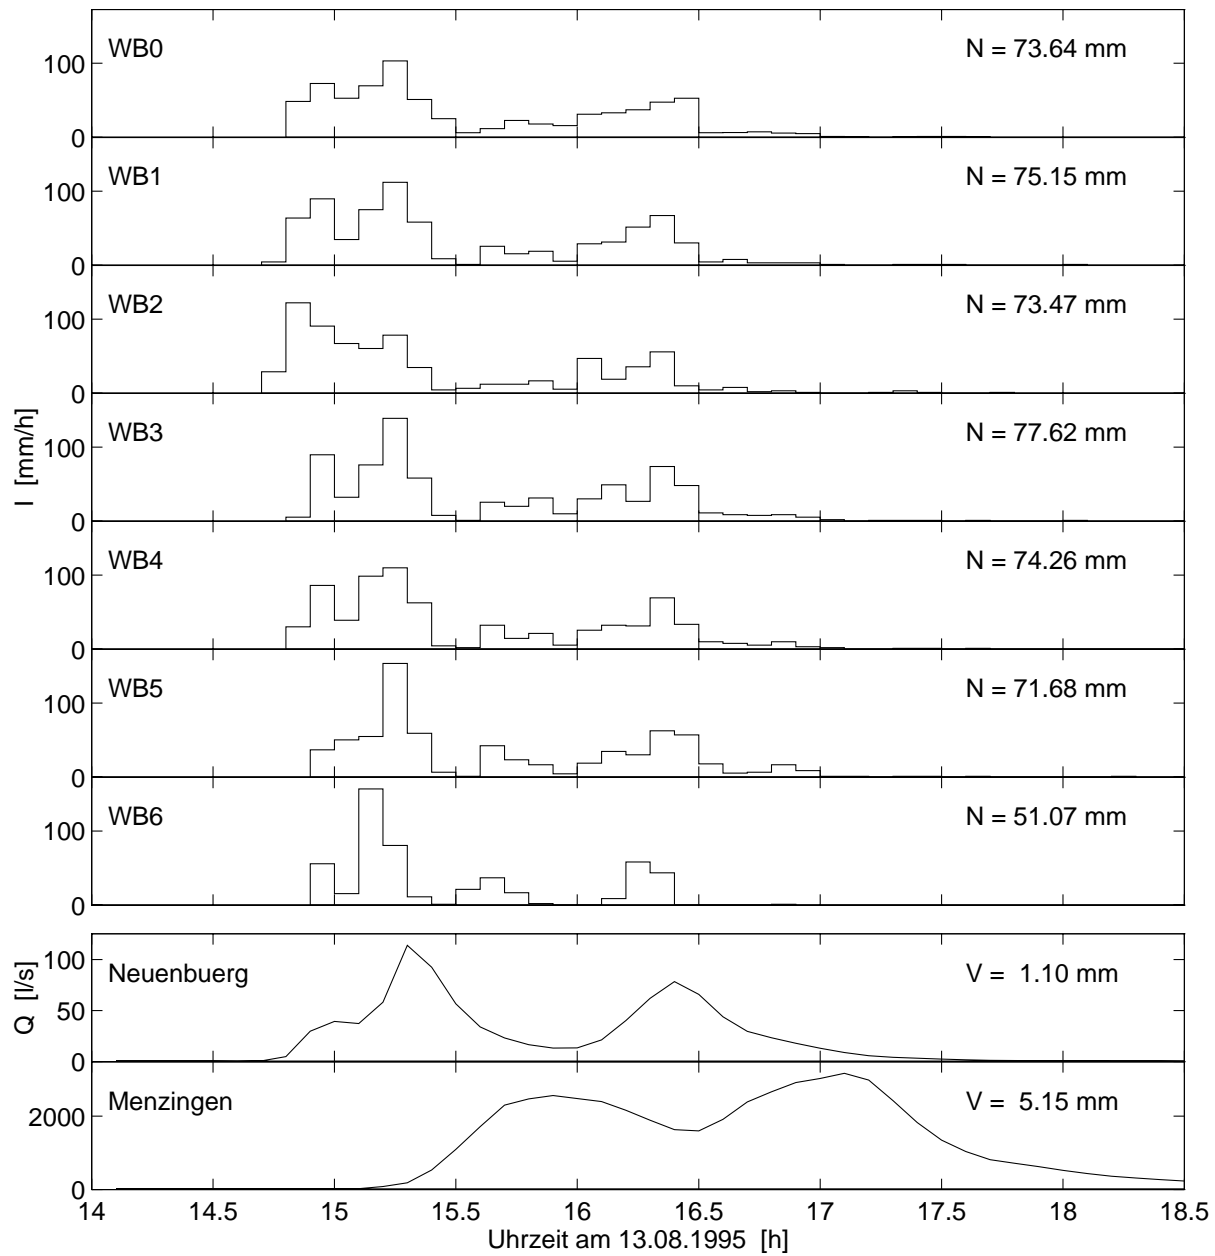 WB0 N = 73.64 mm
100
0
WB1 N = 75.15 mm
100
0
WB2 N = 73.47 mm
100
0
I [mm/h]
WB3 N = 77.62 mm
100
0
WB4 N = 74.26 mm
100
0
WB5 N = 71.68 mm
100
0
WB6 N = 51.07 mm
100
0
Q [l/s]
100
Neuenbuerg V = 1.10 mm
50
0
Menzingen V = 5.15 mm
2000
0
14 14.5 15 15.5 16 16.5 17 17.5 18 18.5
Uhrzeit am 13.08.1995 [h]